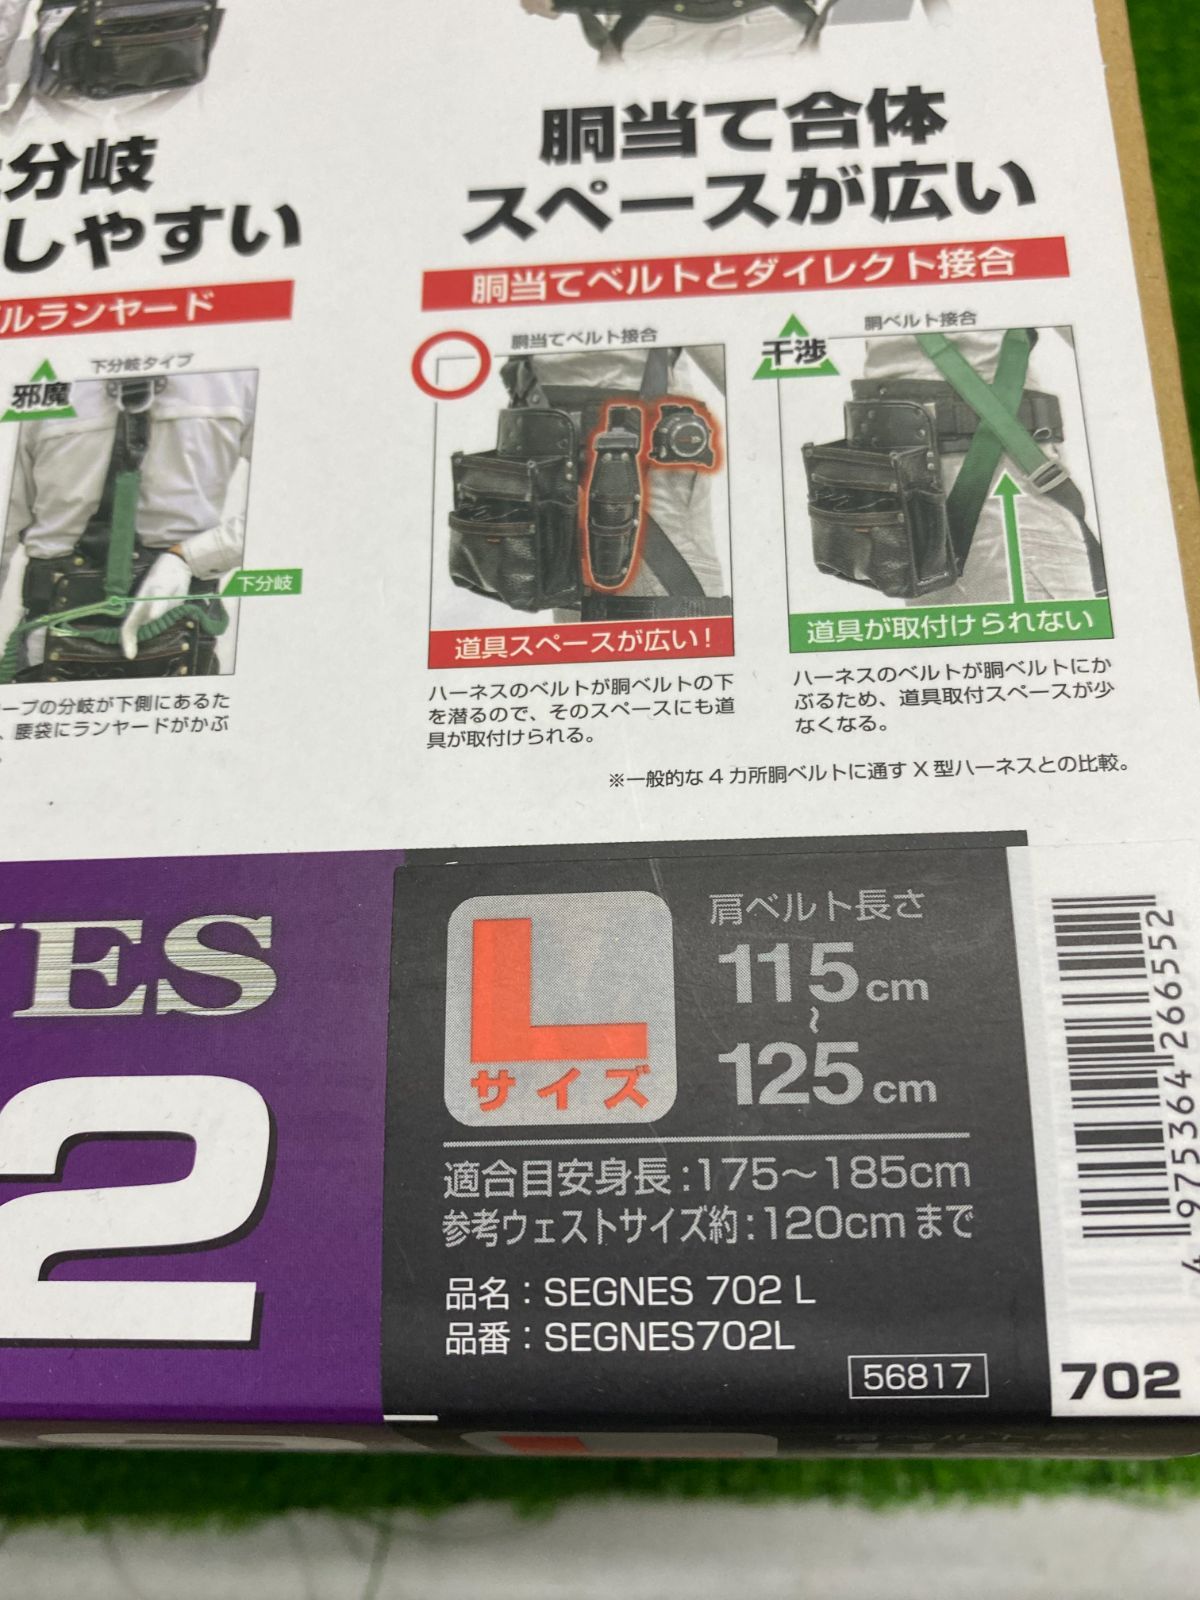 分岐
しやすい
ルランヤード
邪魔
下分岐タイプ
下分岐
ープの分岐が下側にあるた
、腰袋にランヤードがかぶ
胴当て合体
スペースが広い
胴当てベルトとダイレクト接合
胴当てベルト接合
道具スペースが広い!
ハーネスのベルトが胴ベルトの下
を潜るので、そのスペースにも道
具が取付けられる。
干渉
胴ベルト接合
道具が取付けられない
ハーネスのベルトが胴ベルトにか
ぶるため、道具取付スペースが少
なくなる。
※一般的な4カ所胴ベルトに通すX型ハーネスとの比較。
ES
2
L
サイズ
肩ベルト長さ
115cm
~
125cm
適合目安身長:175~185cm
参考ウェストサイズ約:120cmまで
品名:SEGNES 702 L
品番:SEGNES702L
56817
4 975364 266552
702